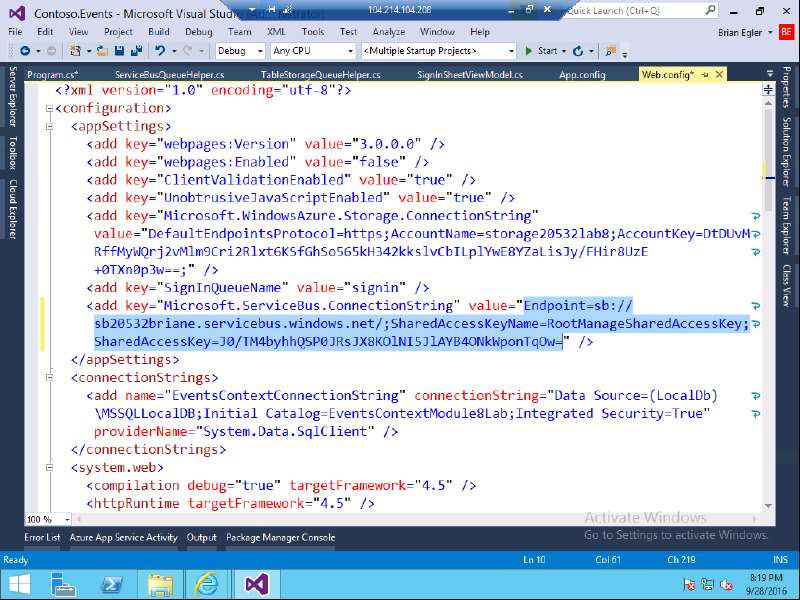 Contoso.Events - Microsoft Visual Stud
104.214.104.208
Quick Launch (Ctrl+Q)
File Edit View Project Build Debug Team XML Tools Test Analyze Window Help
Brian Egler BE
Debug Any CPU <Multiple Startup Projects> Start
Program.cs* ServiceBusQueueHelper.cs TableStorageQueueHelper.cs SignInSheetViewModel.cs App.config Web.config*
Server Explorer
Toolbox
Cloud Explorer
Properties
Solution Explorer
Team Explorer
Class View
<?xml version="1.0" encoding="utf-8"?>
<configuration>
<appSettings>
<add key="webpages:Version" value="3.0.0.0" />
<add key="webpages:Enabled" value="false" />
<add key="ClientValidationEnabled" value="true" />
<add key="UnobtrusiveJavaScriptEnabled" value="true" />
<add key="Microsoft.WindowsAzure.Storage.ConnectionString"
value="DefaultEndpointsProtocol=https;AccountName=storage20532lab8;AccountKey=DtDUvM
RffMyWQrj2vMlm9Cri2Rlxt6KSfGhSo565kH342kkslvCbILplYwE8YZaLisJy/FHir8UzE
+0TXn0p3w==;" />
<add key="SignInQueueName" value="signin" />
<add key="Microsoft.ServiceBus.ConnectionString" value="Endpoint=sb://
sb20532briane.servicebus.windows.net/;SharedAccessKeyName=RootManageSharedAccessKey;
SharedAccessKey=J0/TM4byhhQSP0JRsJX8KOlNI5JlAYB4ONkWponTqOw=" />
</appSettings>
<connectionStrings>
<add name="EventsContextConnectionString" connectionString="Data Source=(LocalDb)
\MSSQLLocalDB;Initial Catalog=EventsContextModule8Lab;Integrated Security=True"
providerName="System.Data.SqlClient" />
</connectionStrings>
<system.web>
<compilation debug="true" targetFramework="4.5" />
<httpRuntime targetFramework="4.5" />
100 %
Activate Windows
Go to Settings to activate Windows.
Error List Azure App Service Activity Output Package Manager Console
Ready Ln 10 Col 61 Ch 219 INS
8:19 PM
9/28/2016